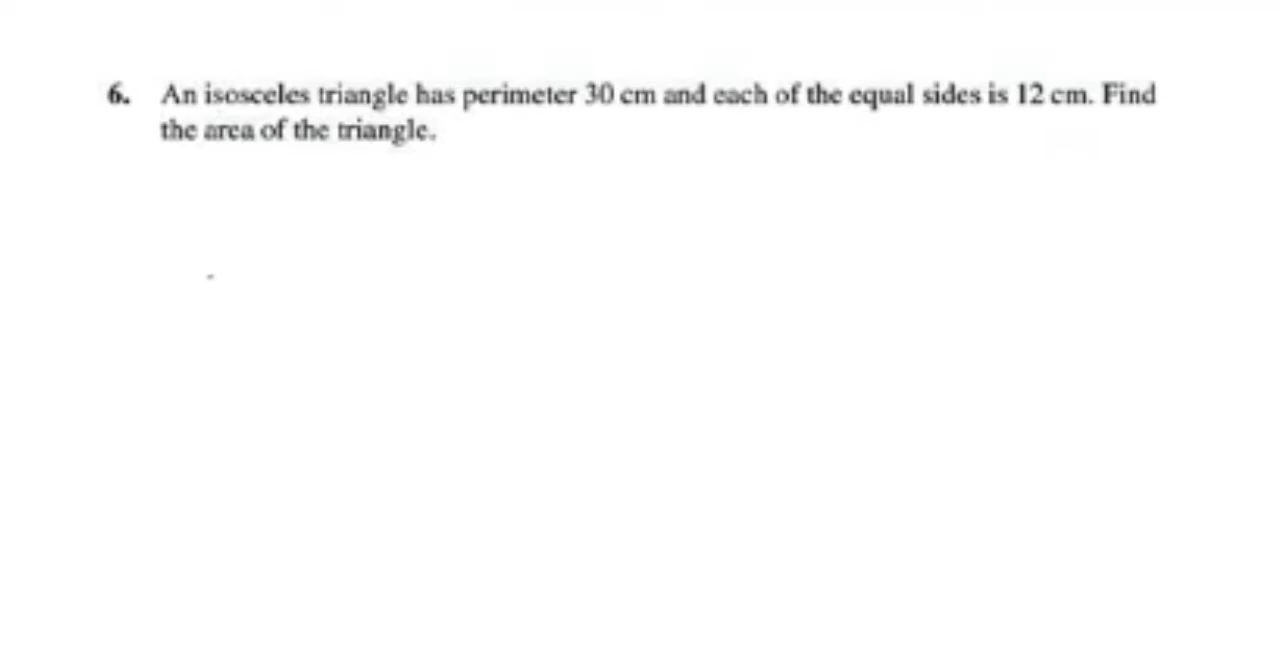 6. An isosceles triangle has perimeter 30 cm and each of the equal sides is 12 cm. Find
the area of the triangle.